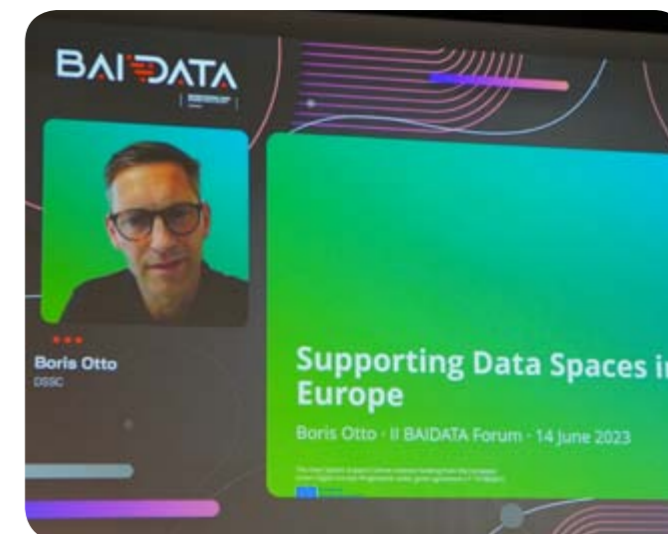 BAIDATA
Boris Otto
DSSC
Supporting Data Spaces in
Europe
Boris Otto · II BAIDATA Forum · 14 June 2023